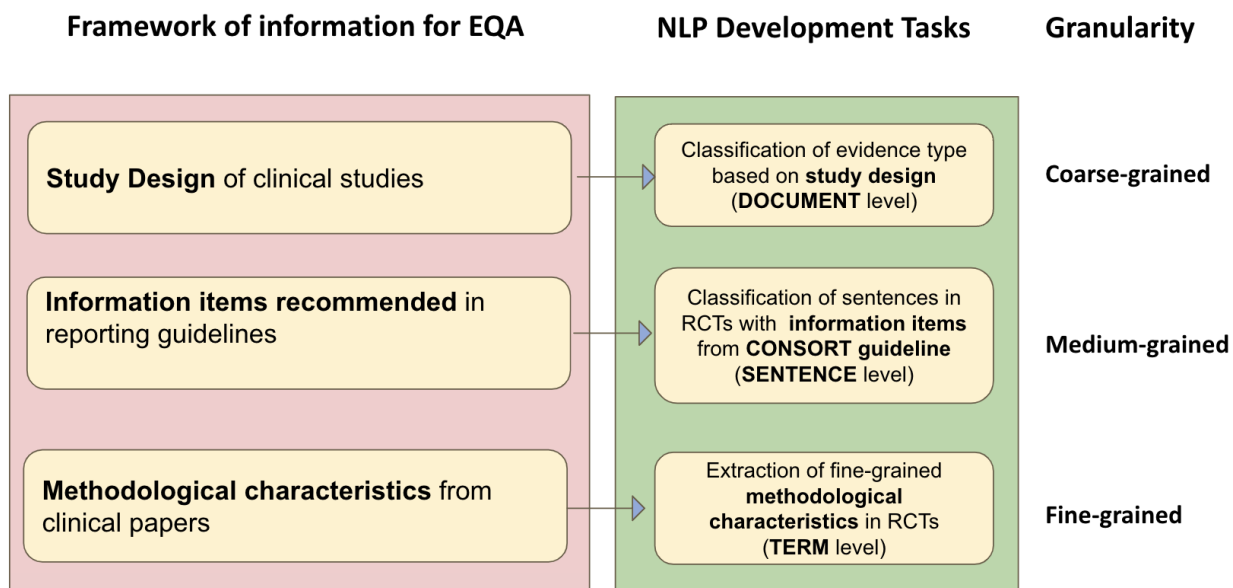 Framework of information for EQA
NLP Development Tasks
Granularity
Study Design of clinical studies
Classification of evidence type
based on study design
(DOCUMENT level)
Coarse-grained
Information items recommended in
reporting guidelines
Classification of sentences in
RCTs with information items
from CONSORT guideline
(SENTENCE level)
Medium-grained
Methodological characteristics from
clinical papers
Extraction of fine-grained
methodological
characteristics in RCTs
(TERM level)
Fine-grained